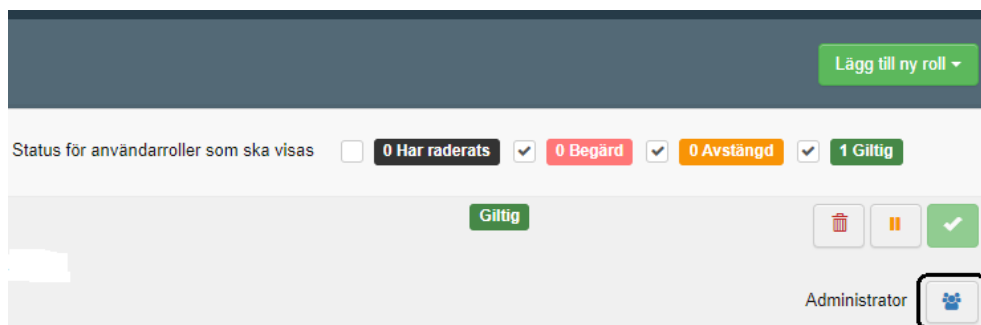 Lägg till ny roll
Status för användarroller som ska visas 0 Har raderats 0 Begärd 0 Avstängd 1 Giltig
Giltig
Administrator